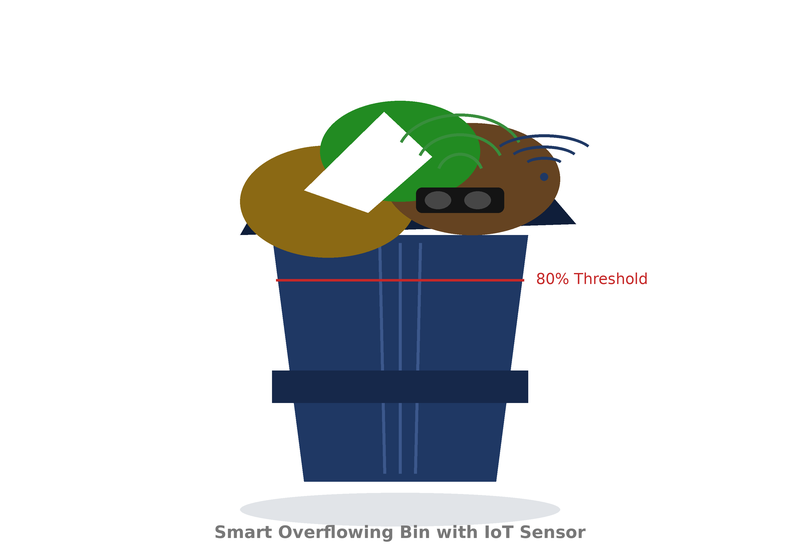 80% Threshold
Smart Overflowing Bin with IoT Sensor